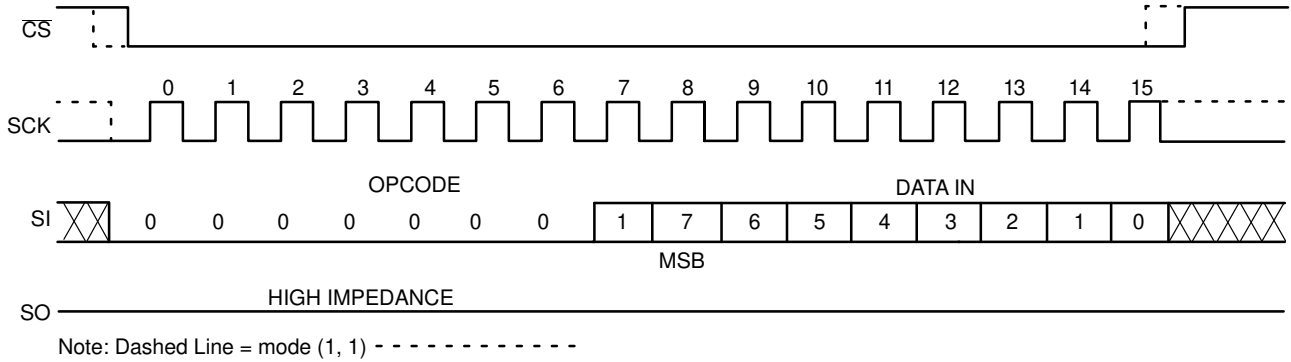 CS
0 1 2 3 4 5 6 7 8 9 10 11 12 13 14 15
SCK
OPCODE DATA IN
SI 0 0 0 0 0 0 0 1 7 6 5 4 3 2 1 0
MSB
HIGH IMPEDANCE
SO
Note: Dashed Line = mode (1, 1)